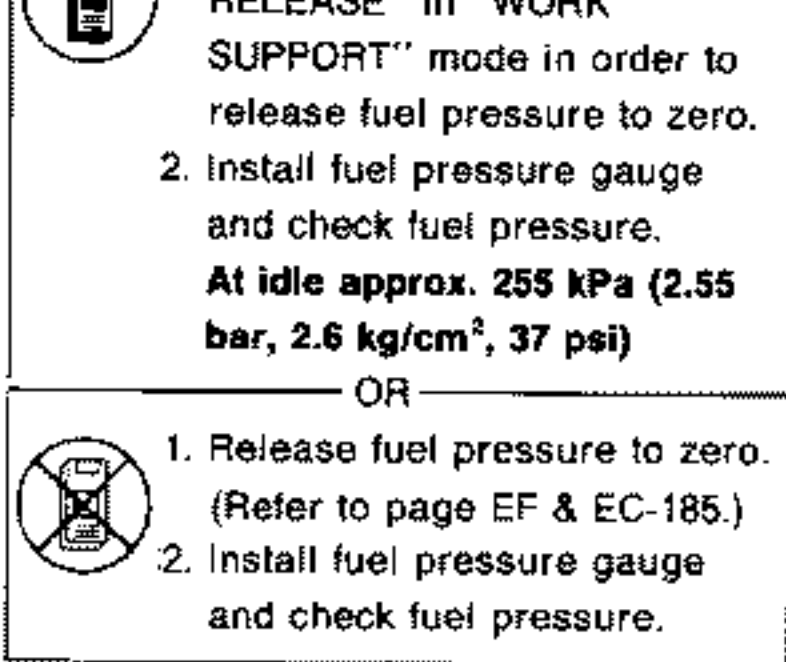 RELEASE" in "WORK
SUPPORT" mode in order to
release fuel pressure to zero.
2. Install fuel pressure gauge
and check fuel pressure.
At idle approx. 255 kPa (2.55
bar, 2.6 kg/cm², 37 psi)
OR
1. Release fuel pressure to zero.
(Refer to page EF & EC-185.)
2. Install fuel pressure gauge
and check fuel pressure.